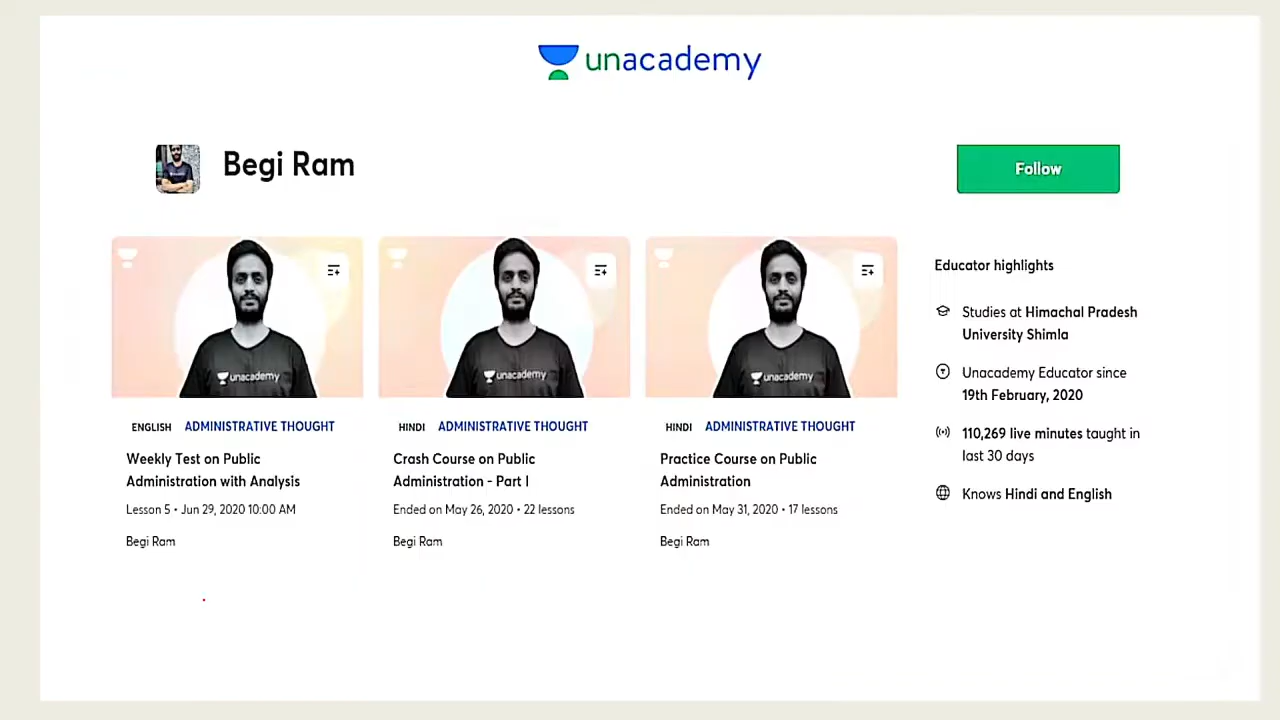 unacademy
Begi Ram
Follow
unacademy
unacademy
unacademy
ENGLISH ADMINISTRATIVE THOUGHT
Weekly Test on Public
Administration with Analysis
Lesson 5 • Jun 29, 2020 10:00 AM
Begi Ram
HINDI ADMINISTRATIVE THOUGHT
Crash Course on Public
Administration - Part I
Ended on May 26, 2020 • 22 lessons
Begi Ram
HINDI ADMINISTRATIVE THOUGHT
Practice Course on Public
Administration
Ended on May 31, 2020 • 17 lessons
Begi Ram
Educator highlights
Studies at Himachal Pradesh
University Shimla
Unacademy Educator since
19th February, 2020
110,269 live minutes taught in
last 30 days
Knows Hindi and English